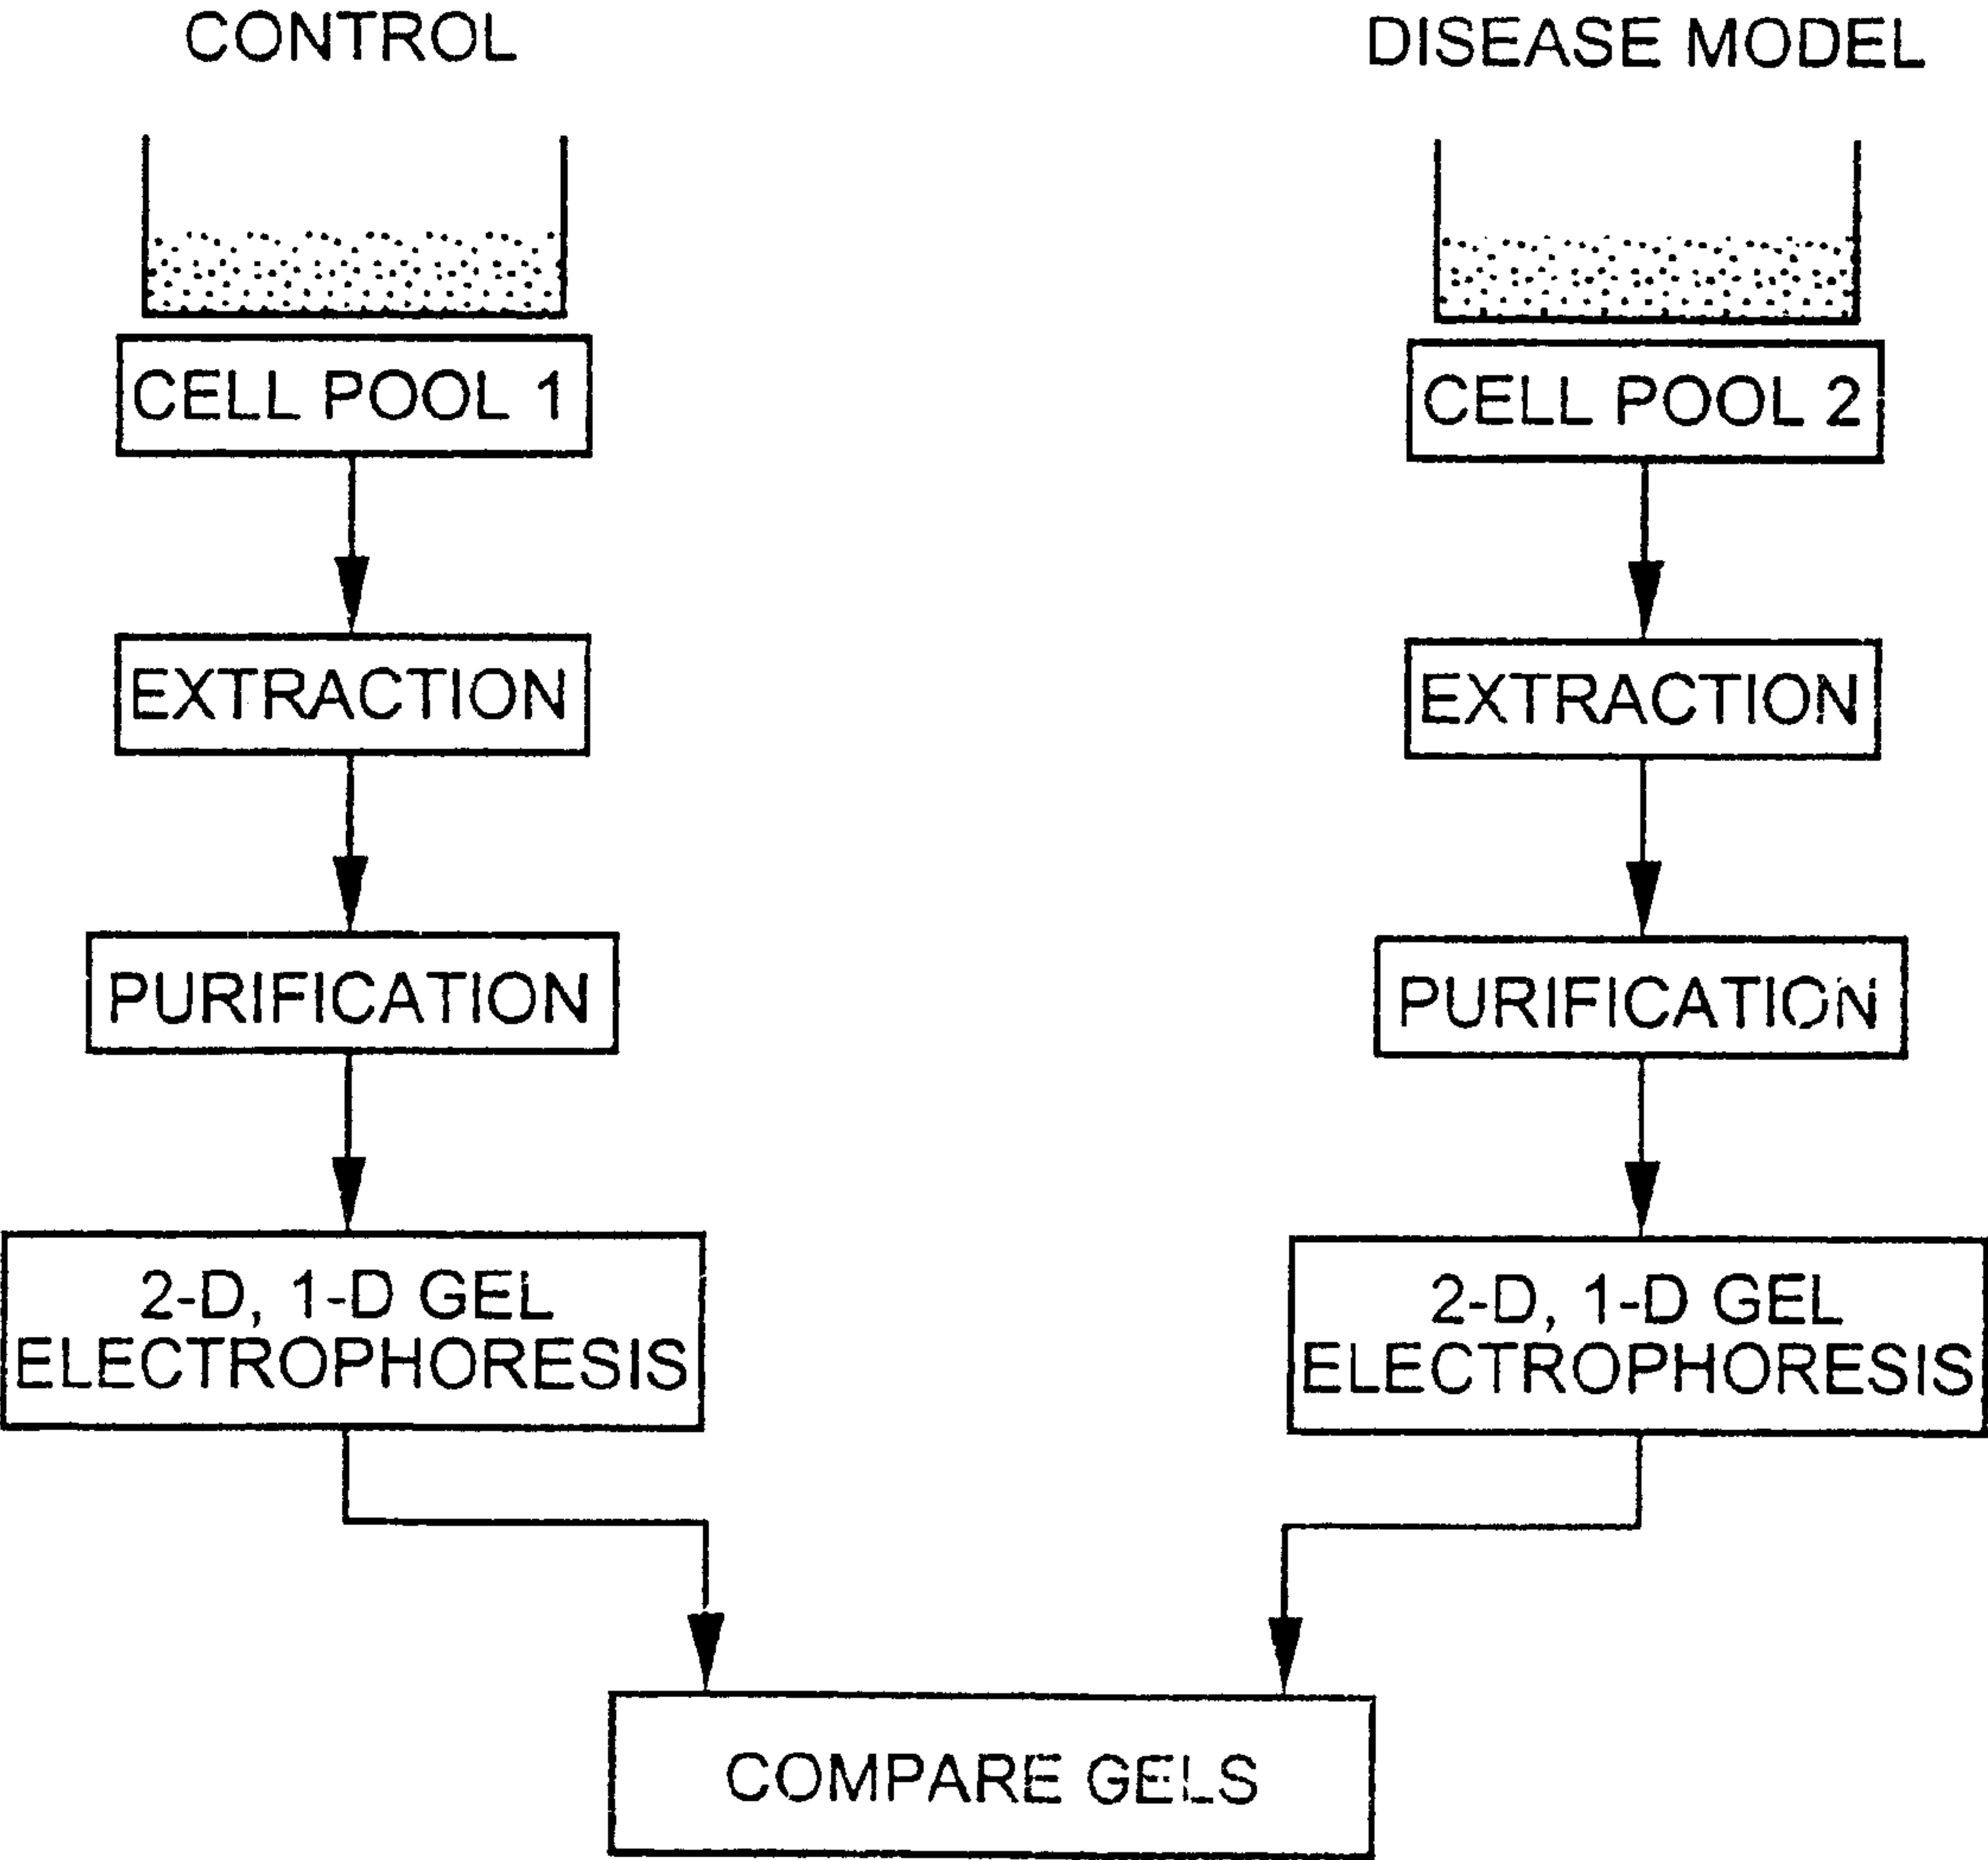 CONTROL
CELL POOL 1
EXTRACTION
PURIFICATION
2-D, 1-D GEL
ELECTROPHORESIS
DISEASE MODEL
CELL POOL 2
EXTRACTION
PURIFICATION
2-D, 1-D GEL
ELECTROPHORESIS
COMPARE GELS